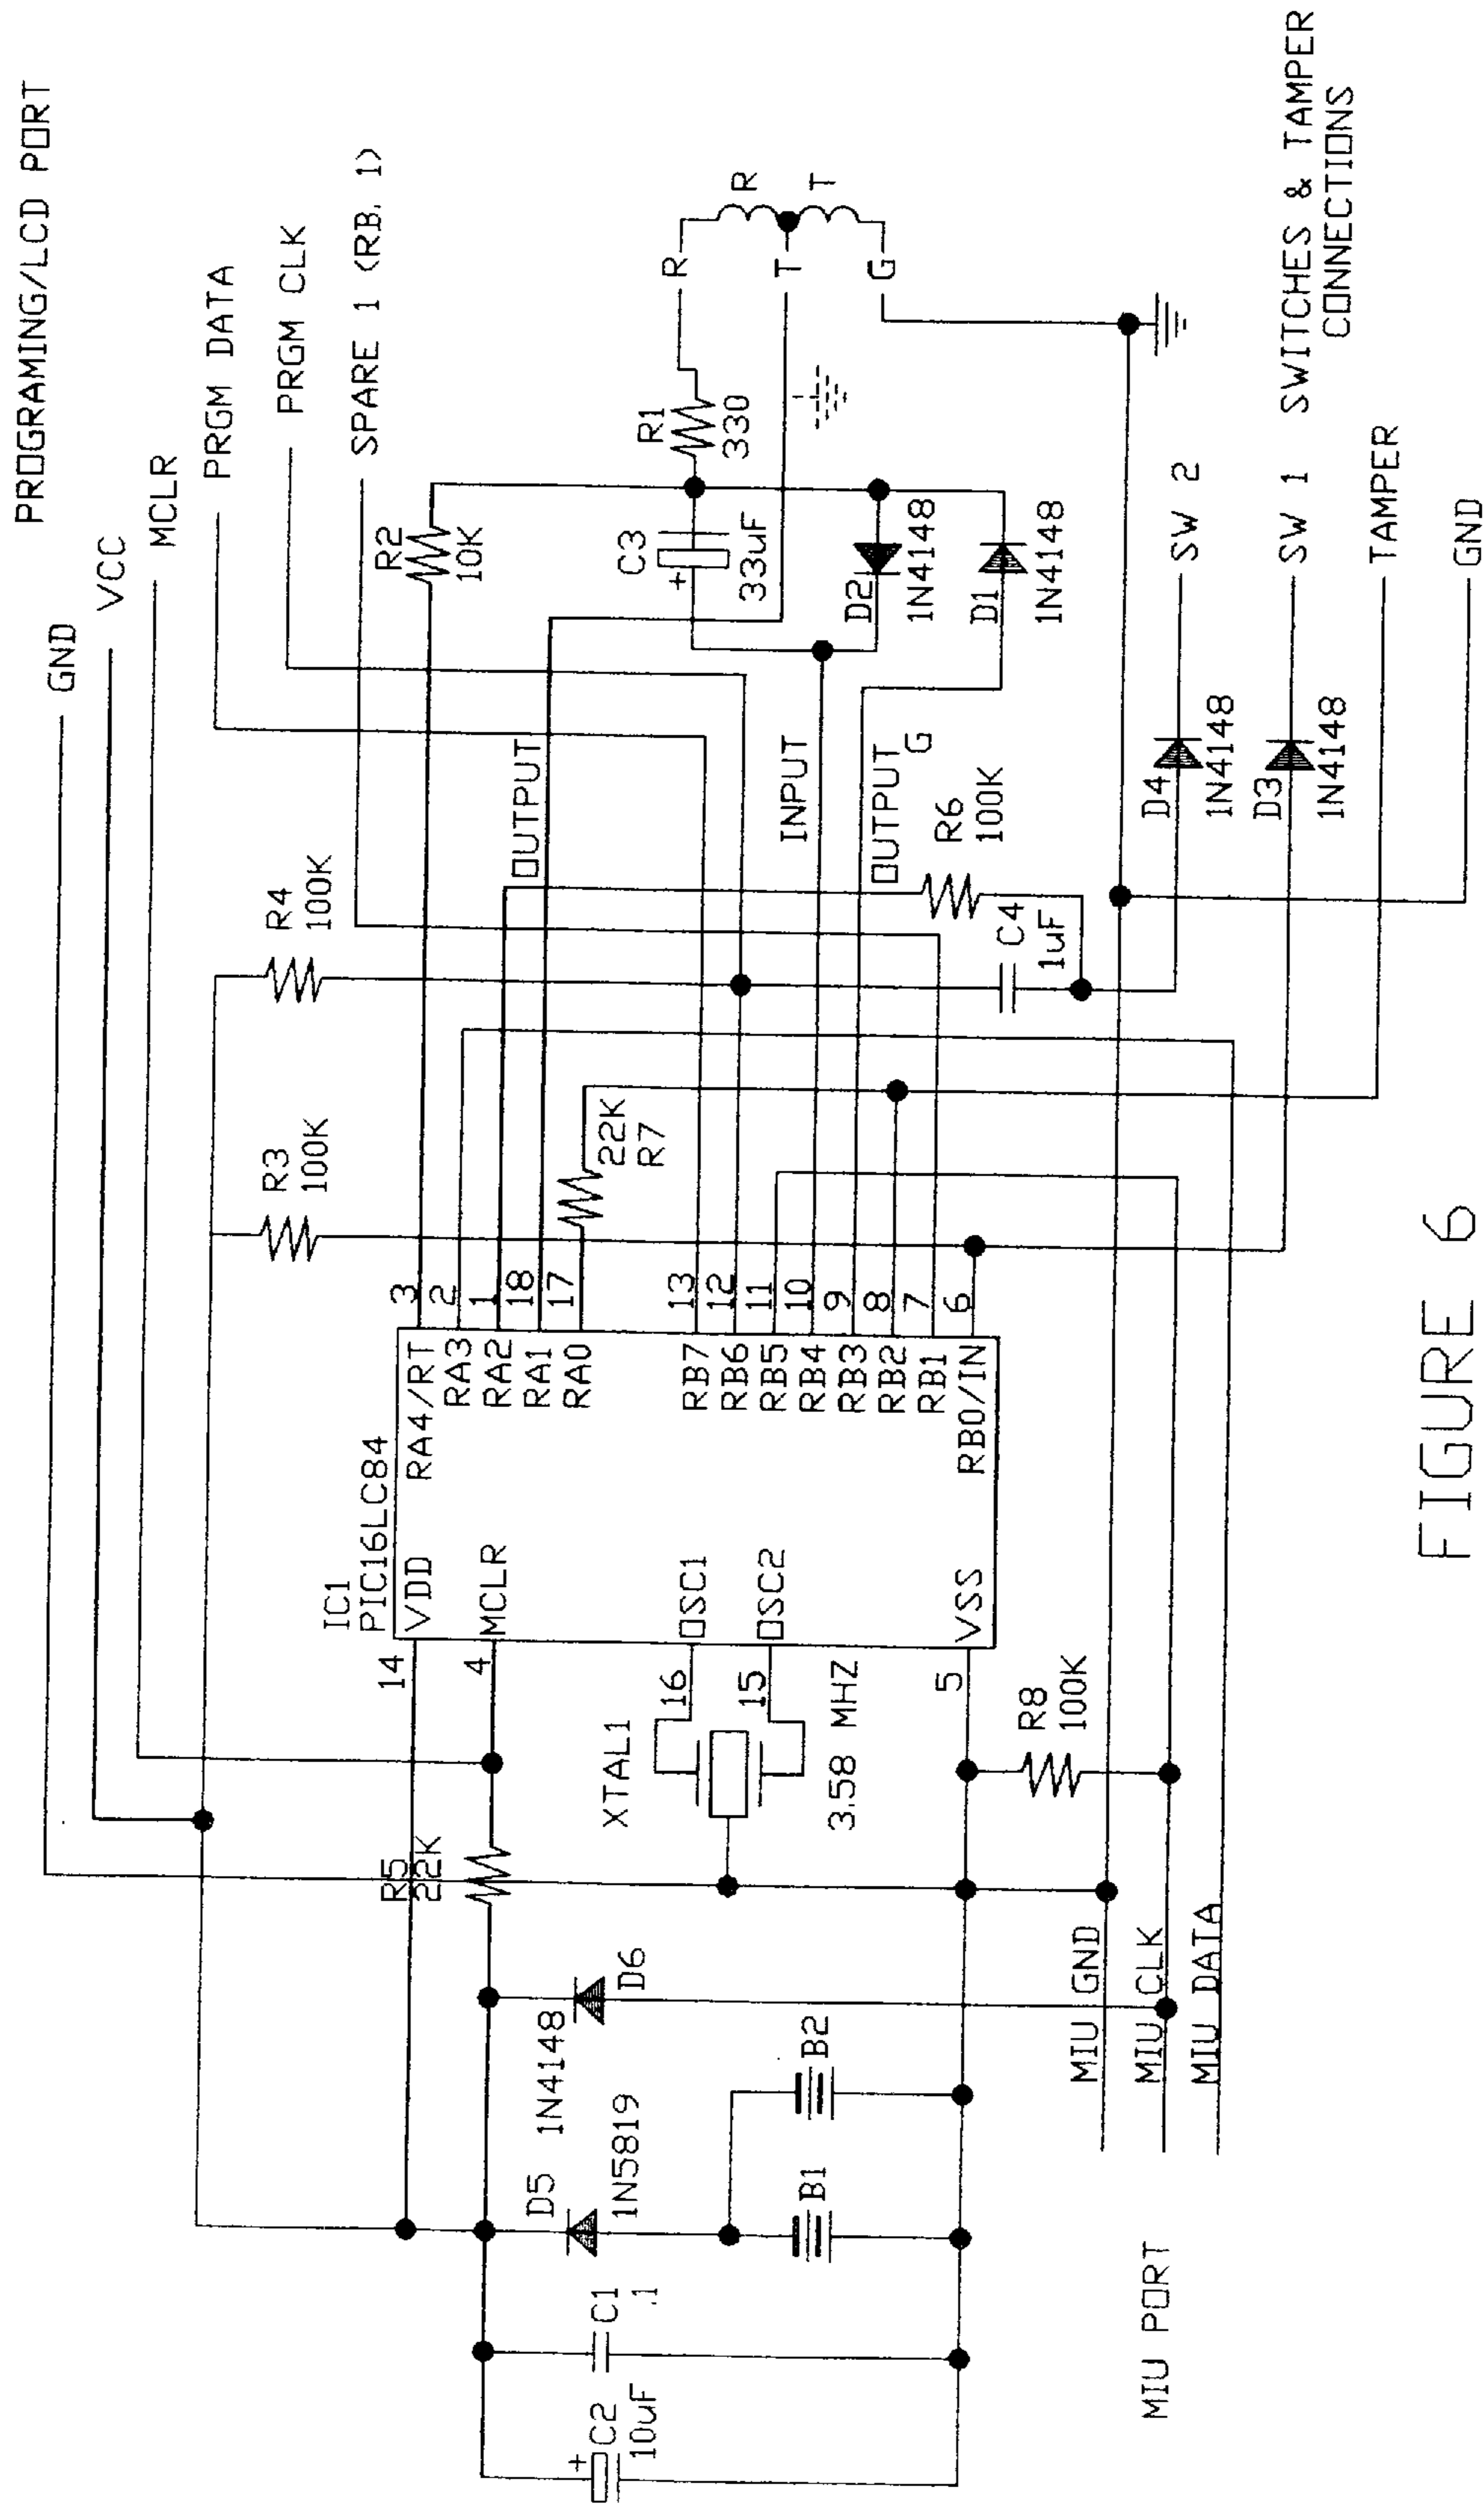 PROGRAMING/LCD PORT
GND
VCC
MCLR
PRGM DATA
PRGM CLK
SPARE 1 (RB. 1)
R3
100K
R4
100K
R2
10K
IC1
PIC16LC84
14
VDD
4
MCLR
16
OSC1
15
OSC2
5
VSS
RA4/RT
3
RA3
2
RA2
1
RA1
18
RA0
17
RB7
13
RB6
12
RB5
11
RB4
10
RB3
9
RB2
8
RB1
7
RB0/IN
6
22K
R7
OUTPUT
INPUT
OUTPUT
G
R6
100K
C4
1uF
C3
+
33uF
R1
330
R
T
G
R
T
D2
1N4148
D1
1N4148
D4
1N4148
D3
1N4148
SW 2
SW 1
SWITCHES & TAMPER
CONNECTIONS
TAMPER
GND
R5
22K
XTAL1
3.58 MHZ
R8
100K
D6
1N4148
D5
1N5819
B2
B1
C1
.1
+
C2
10uF
MIU GND
MIU CLK
MIU DATA
MIU PORT
FIGURE 6